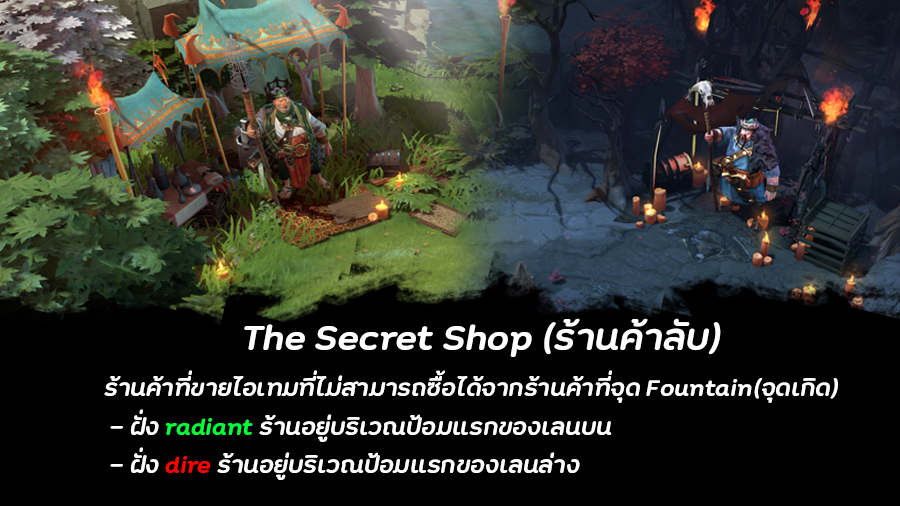 The Secret Shop (ร้านค้าลับ)
ร้านค้าที่ขายไอเทมที่ไม่สามารถซื้อได้จากร้านค้าที่จุด Fountain(จุดเกิด)
– ฝั่ง radiant ร้านอยู่บริเวณป้อมแรกของเลนบน
– ฝั่ง dire ร้านอยู่บริเวณป้อมแรกของเลนล่าง